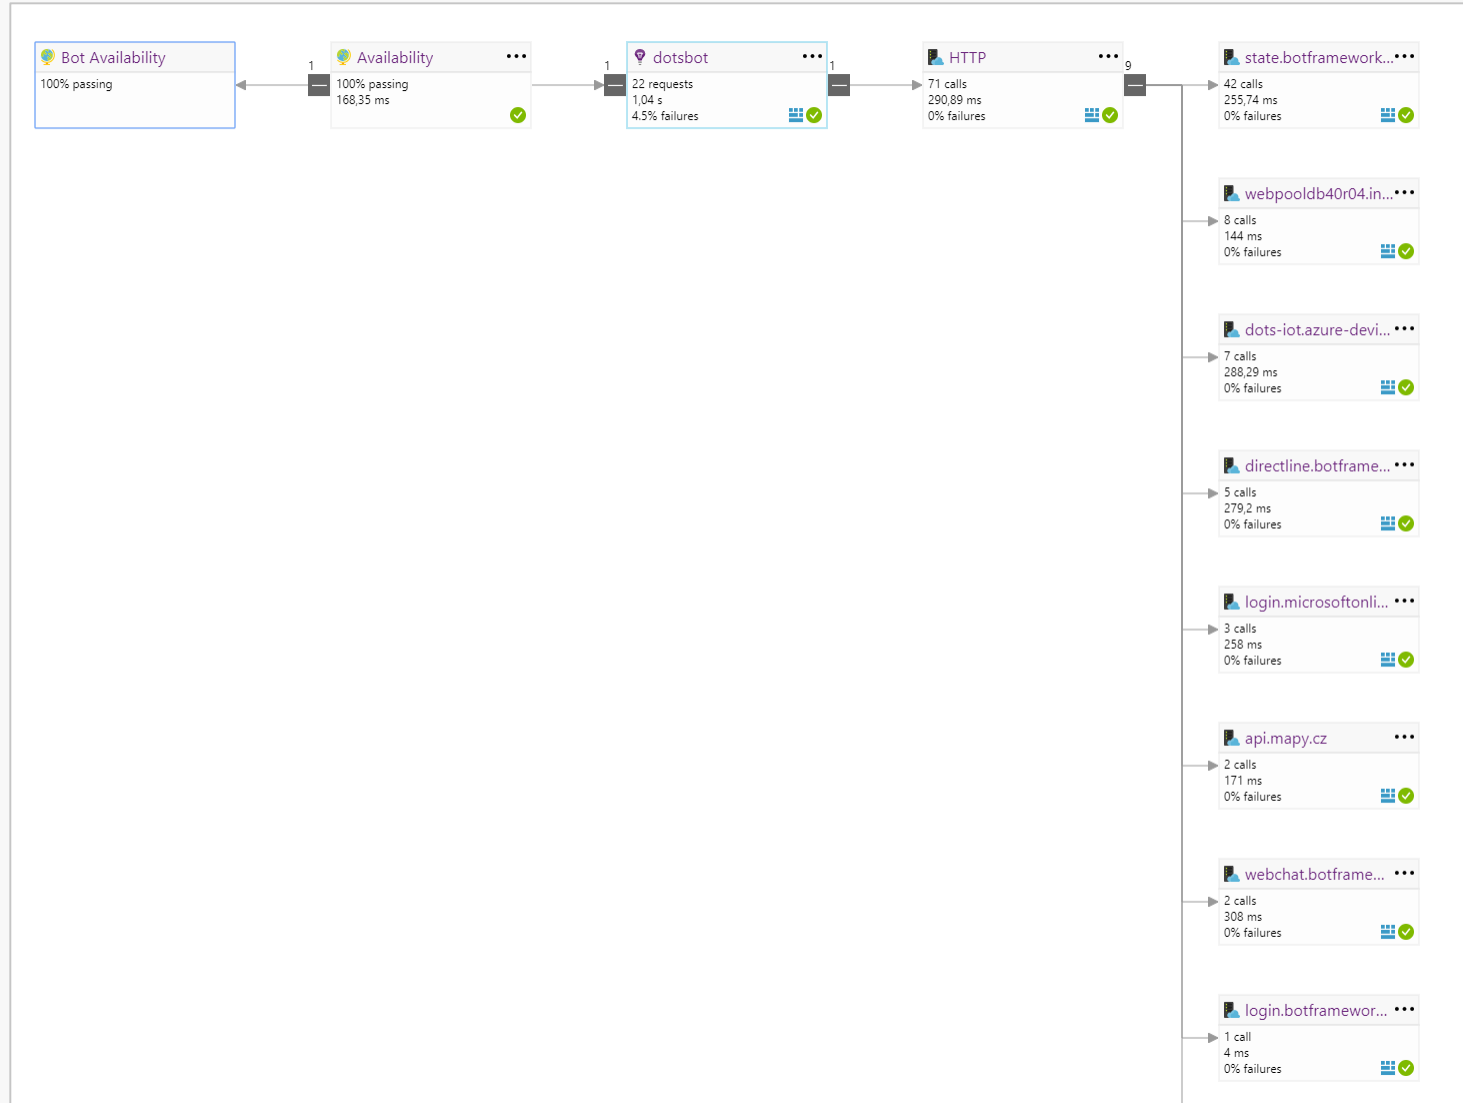 Bot Availability
100% passing
1
Availability
100% passing
168,35 ms
1
dotsbot
22 requests
1,04 s
4.5% failures
1
HTTP
71 calls
290,89 ms
0% failures
9
state.botframework...
42 calls
255,74 ms
0% failures
webpooldb40r04.in...
8 calls
144 ms
0% failures
dots-iot.azure-devi...
7 calls
288,29 ms
0% failures
directline.botframe...
5 calls
279,2 ms
0% failures
login.microsoftonli...
3 calls
258 ms
0% failures
api.mapy.cz
2 calls
171 ms
0% failures
webchat.botframe...
2 calls
308 ms
0% failures
login.botframewor...
1 call
4 ms
0% failures